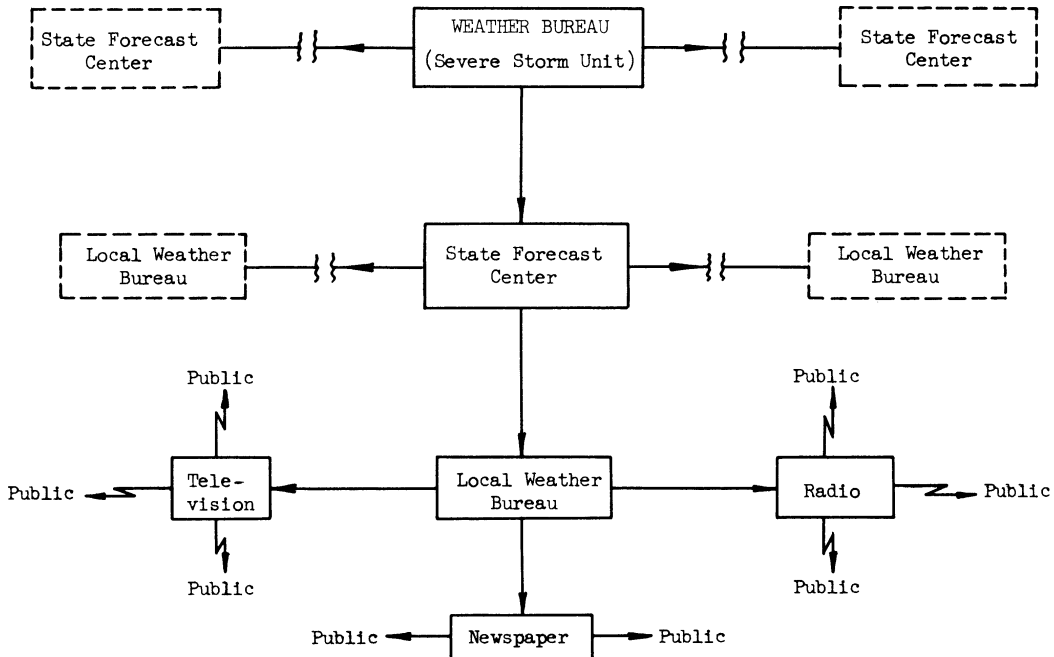 State Forecast
Center
WEATHER BUREAU
(Severe Storm Unit)
State Forecast
Center
Local Weather
Bureau
State Forecast
Center
Local Weather
Bureau
Public
Public
Public
Tele-
vision
Local Weather
Bureau
Radio
Public
Public
Public
Public
Newspaper
Public